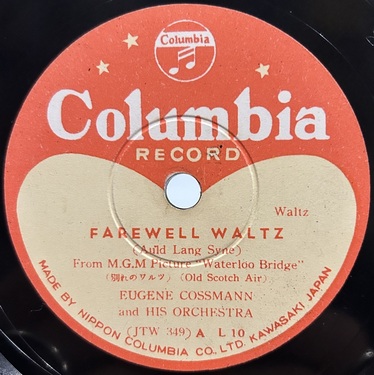 Columbia
Columbia
RECORD
Waltz
FAREWELL WALTZ
(Auld Lang Syne)
From M.G.M Picture "Waterloo Bridge"
(別れのワルツ) (Old Scotch Air)
EUGENE COSSMANN
and HIS ORCHESTRA
(JTW 349) A L 10
MADE BY NIPPON COLUMBIA CO., LTD. KAWASAKI JAPAN